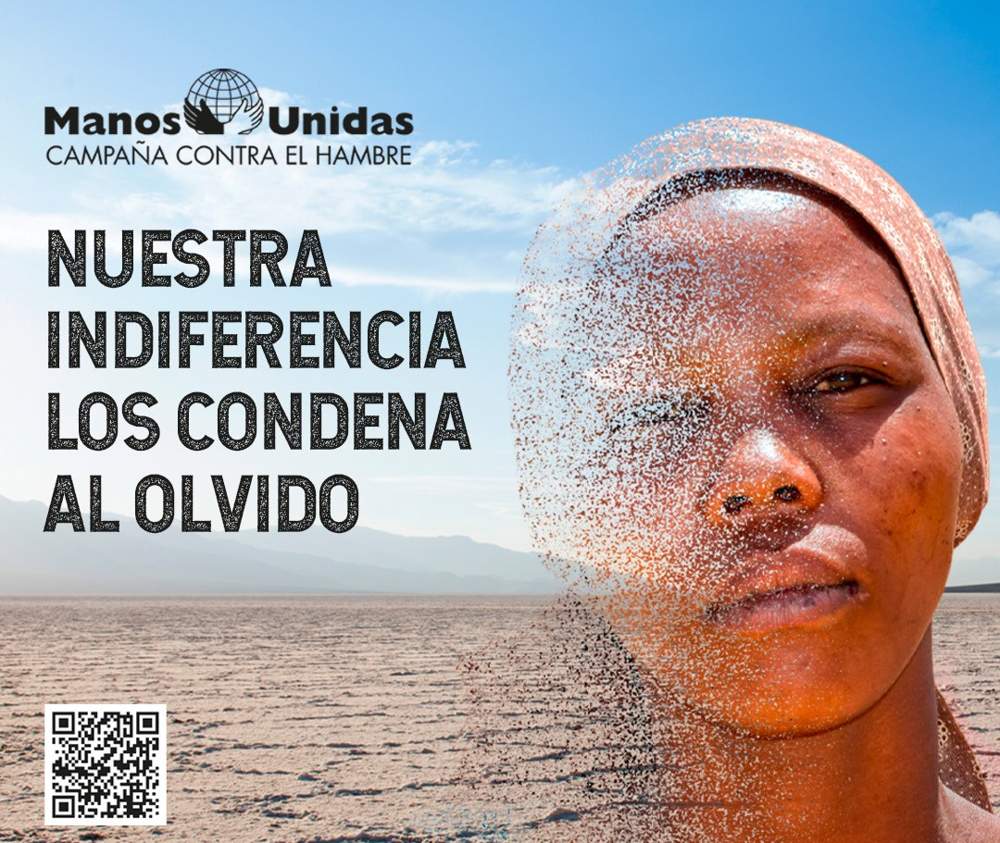 Manos Unidas
CAMPAÑA CONTRA EL HAMBRE
NUESTRA
INDIFERENCIA
LOS CONDENA
AL OLVIDO